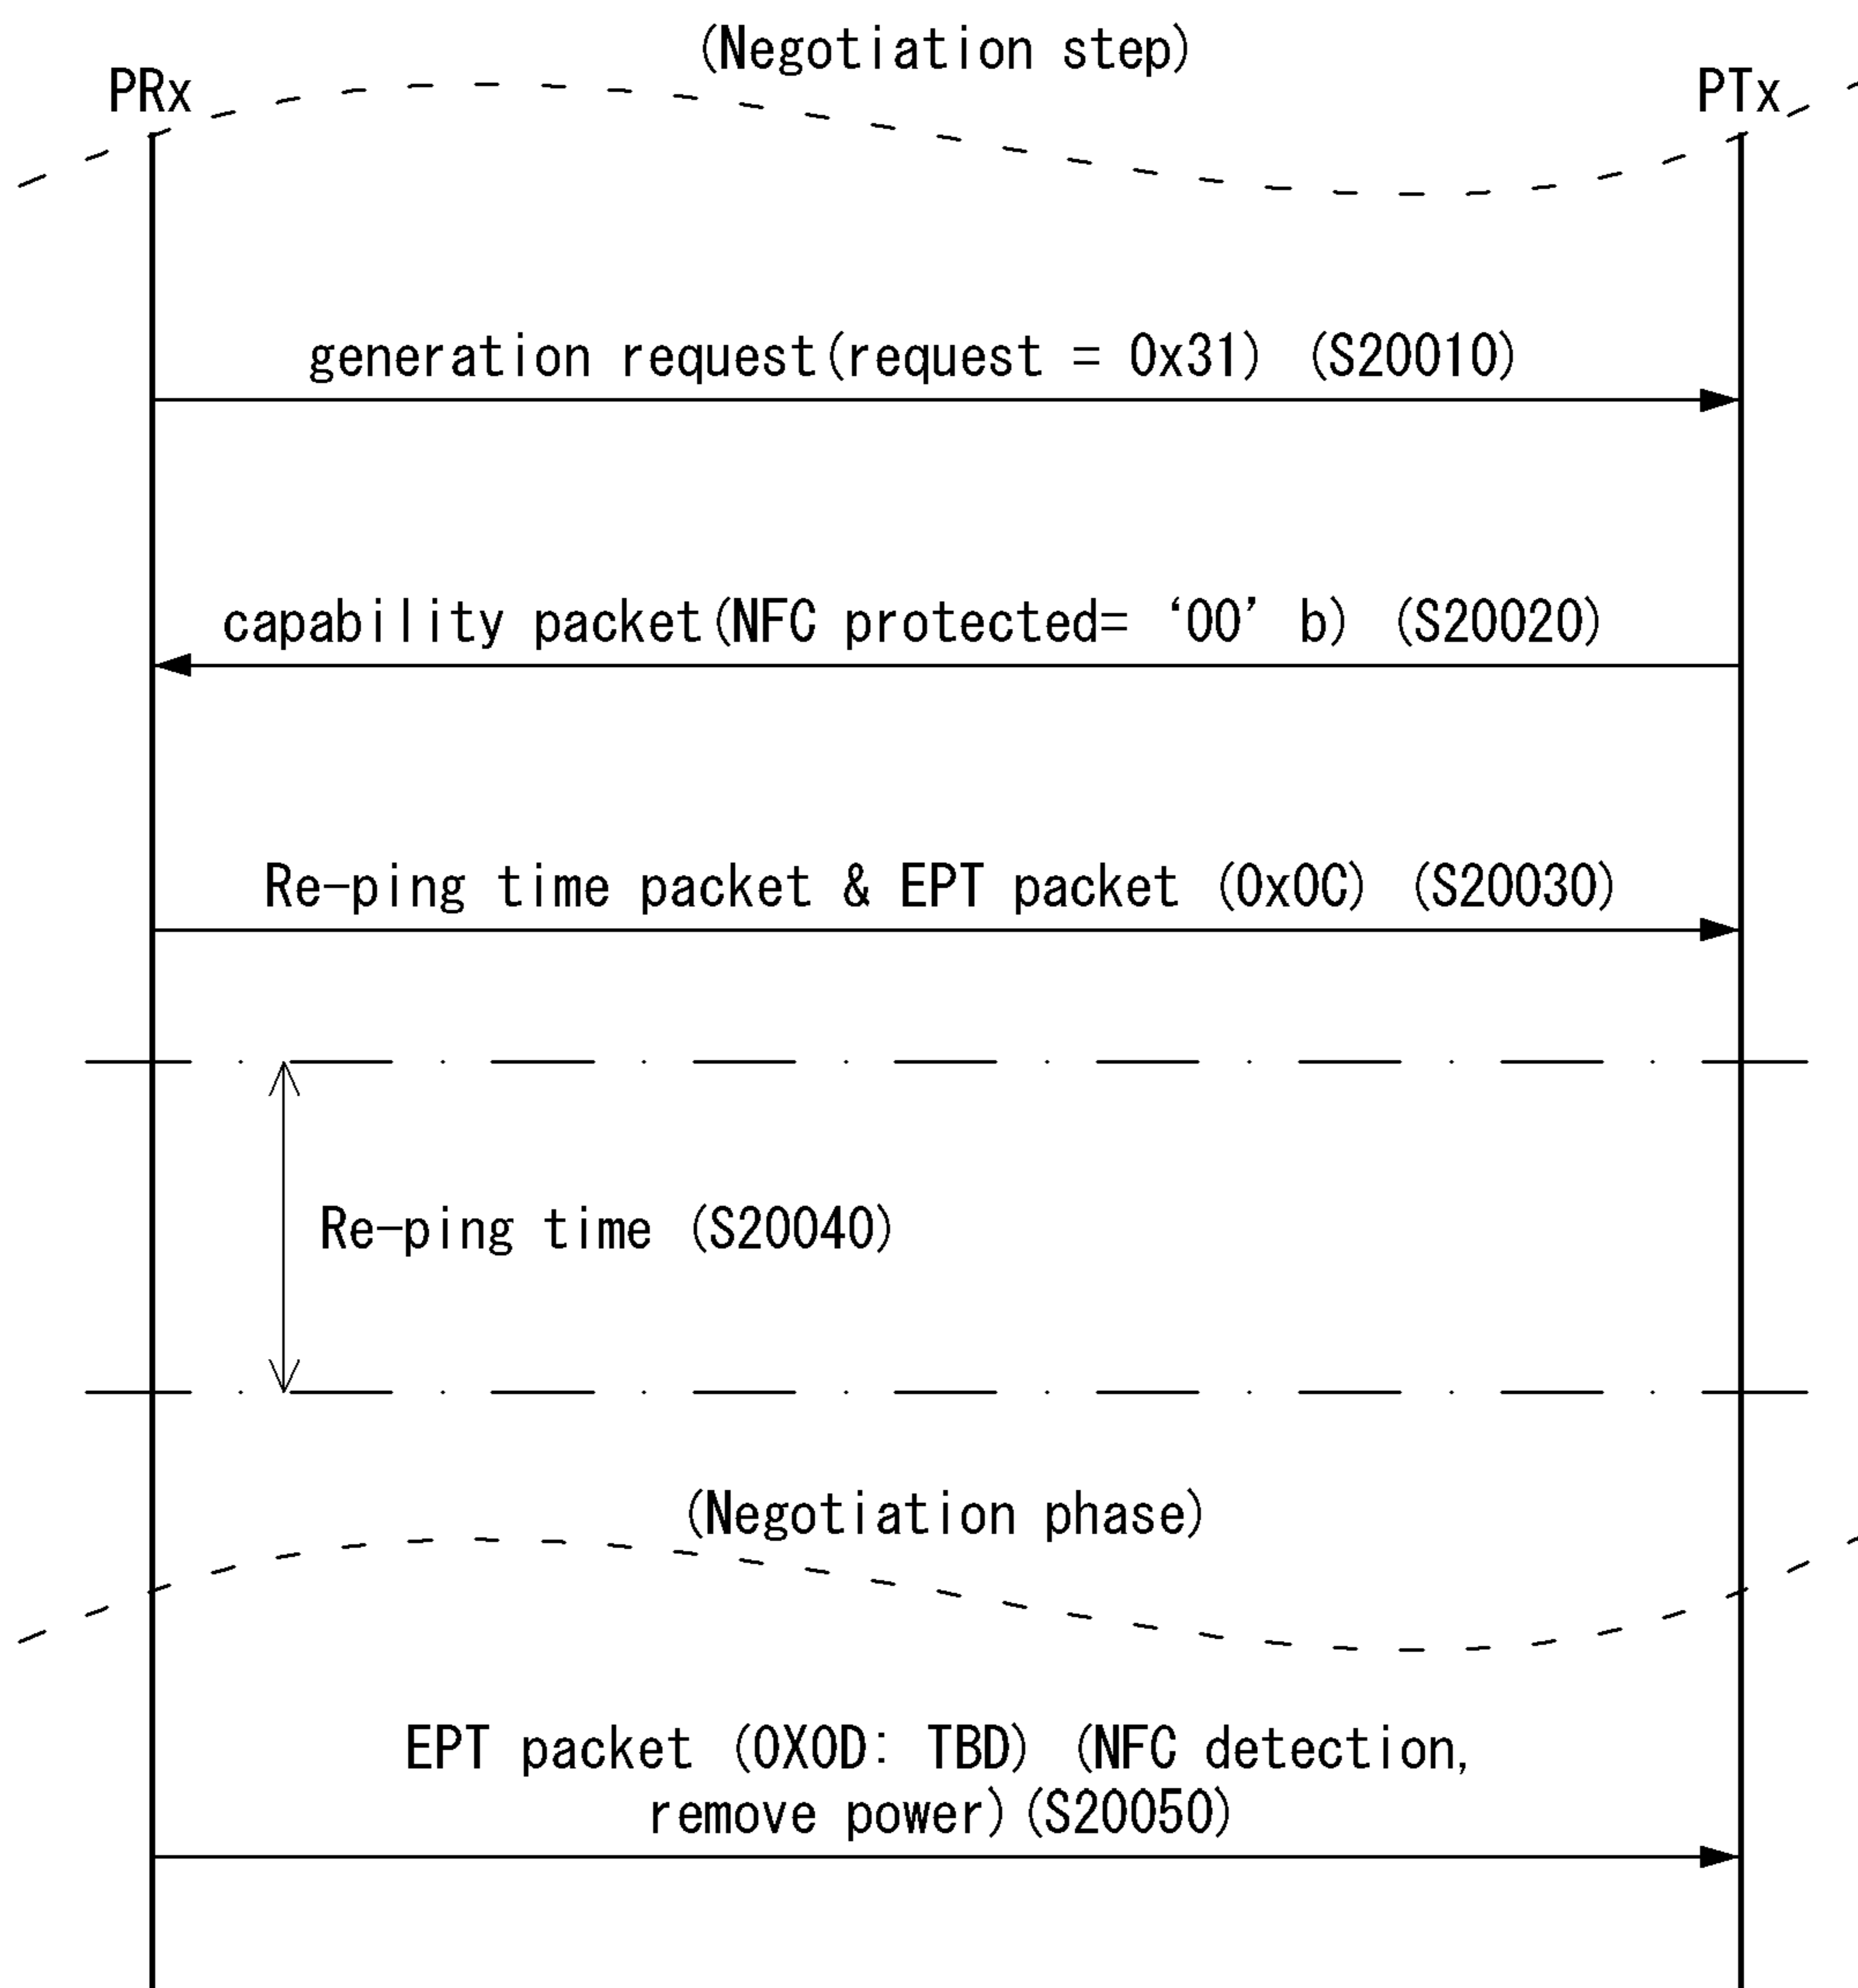 (Negotiation step)
PRx
PTx
generation request(request = 0x31) (S20010)
capability packet(NFC protected= ‘00’ b) (S20020)
Re-ping time packet & EPT packet (0x0C) (S20030)
Re-ping time (S20040)
(Negotiation phase)
EPT packet (0X0D: TBD) (NFC detection,
remove power)(S20050)